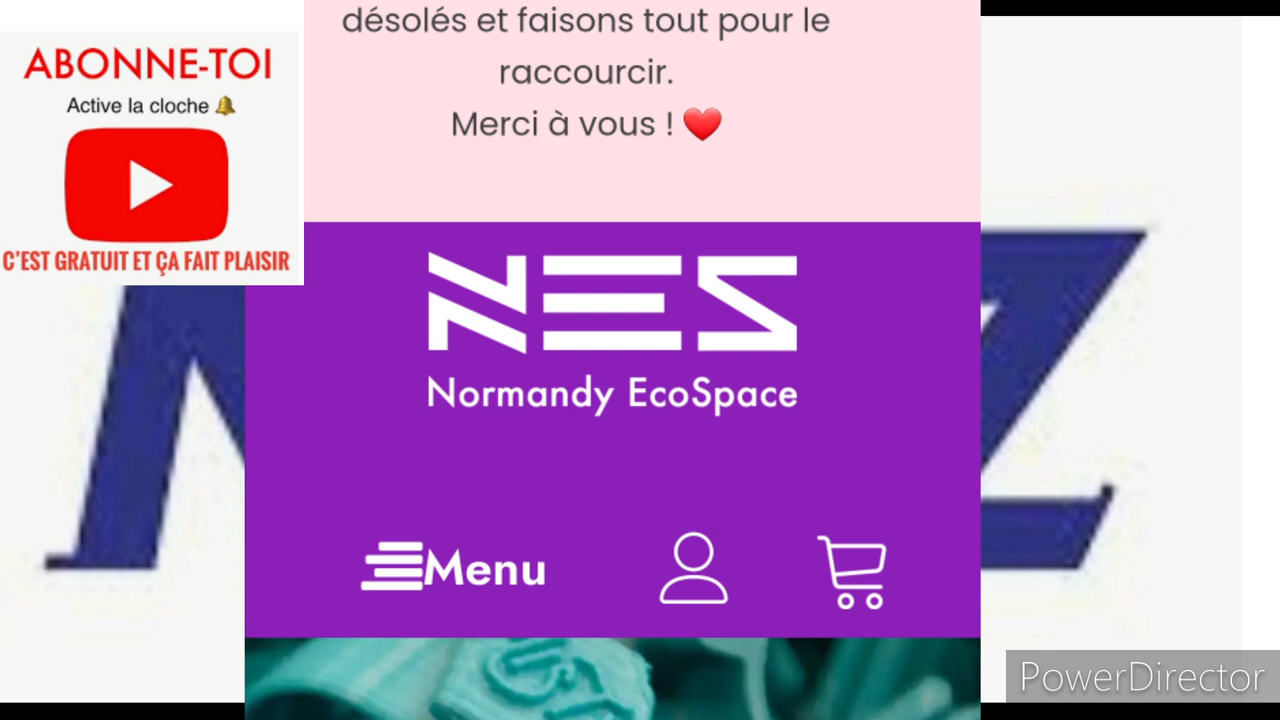 ABONNE-TOI
Active la cloche 🔔
C'EST GRATUIT ET ÇA FAIT PLAISIR
désolés et faisons tout pour le
raccourcir.
Merci à vous ! ❤️
NES
Normandy EcoSpace
Menu
Z
PowerDirector